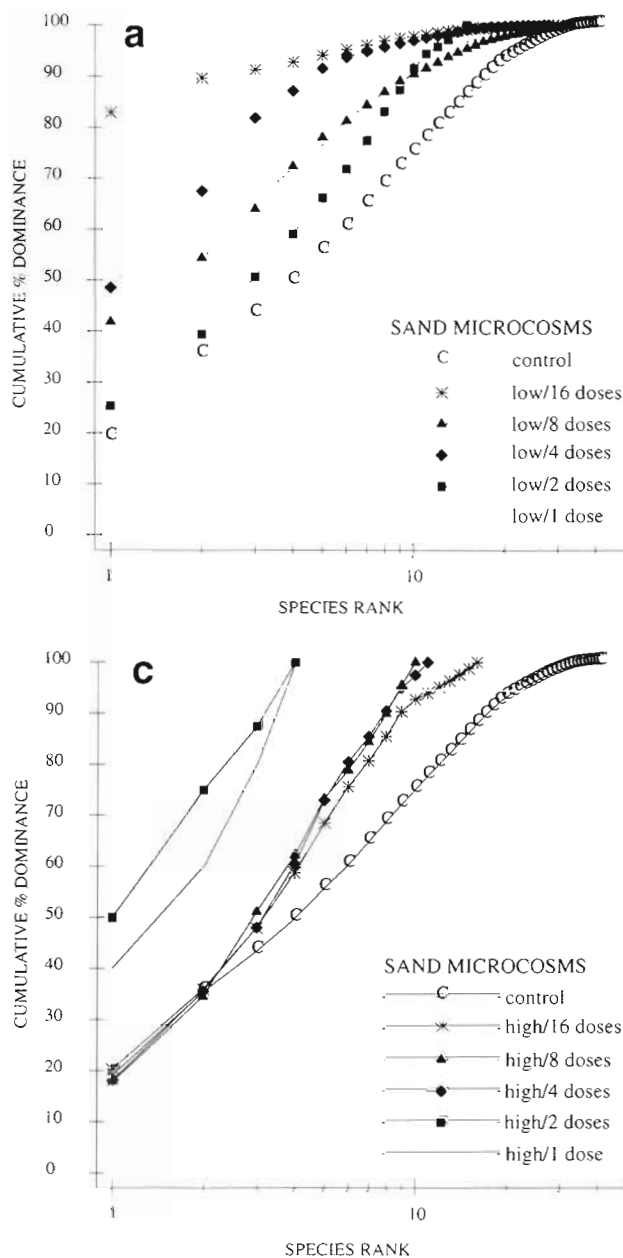 a
100
90
80
70
60
50
40
30
20
10
0
CUMULATIVE % DOMINANCE
SAND MICROCOSMS
C control
low/16 doses
low/8 doses
low/4 doses
low/2 doses
low/1 dose
1
10
SPECIES RANK
c
100
90
80
70
60
50
40
30
20
10
0
CUMULATIVE % DOMINANCE
SAND MICROCOSMS
C control
high/16 doses
high/8 doses
high/4 doses
high/2 doses
high/1 dose
1
10
SPECIES RANK